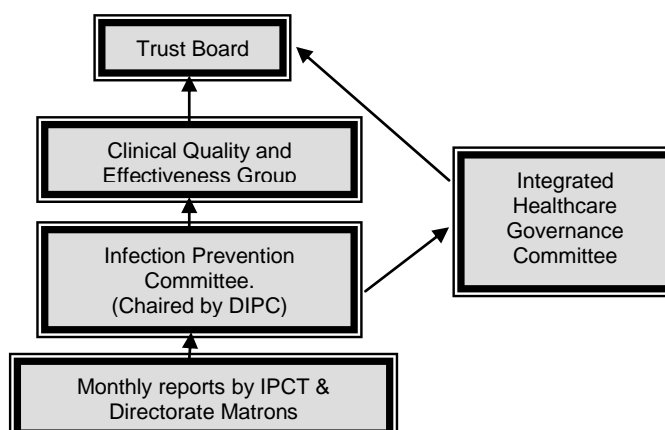 Trust Board
Clinical Quality and
Effectiveness Group
Integrated
Healthcare
Governance
Committee
Infection Prevention
Committee.
(Chaired by DIPC)
Monthly reports by IPCT &
Directorate Matrons